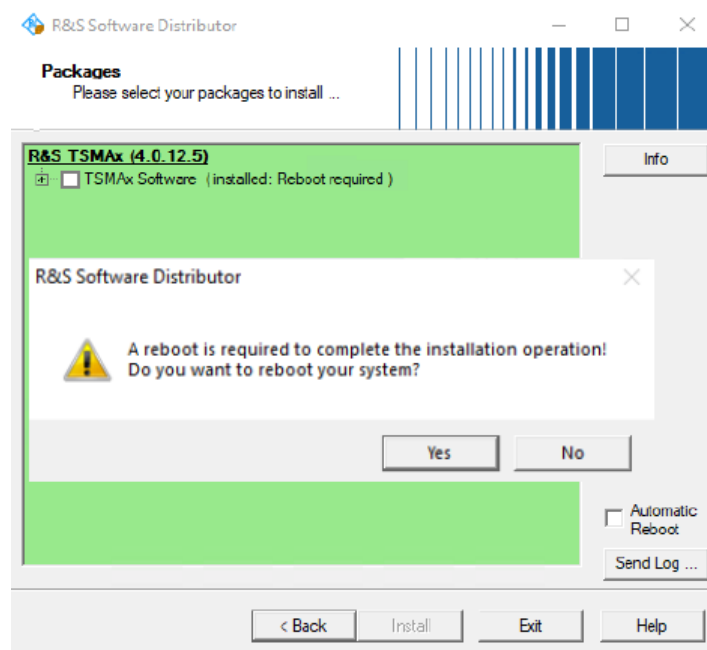 R&S Software Distributor
Packages
Please select your packages to install ...
R&S TSMAx (4.0.12.5)
TSMAx Software (installed: Reboot required )
Info
R&S Software Distributor
A reboot is required to complete the installation operation!
Do you want to reboot your system?
Yes
No
Automatic
Reboot
Send Log ...
< Back
Install
Exit
Help